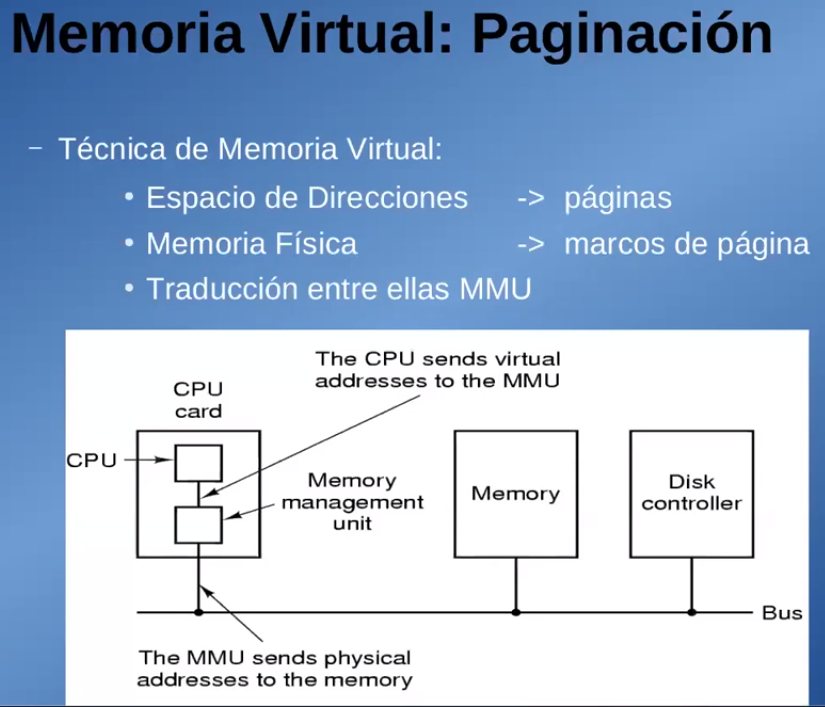 Memoria Virtual: Paginación
– Técnica de Memoria Virtual:
• Espacio de Direcciones -> páginas
• Memoria Física -> marcos de página
• Traducción entre ellas MMU
The CPU sends virtual
addresses to the MMU
CPU
card
CPU
Memory
management
unit
Memory
Disk
controller
Bus
The MMU sends physical
addresses to the memory